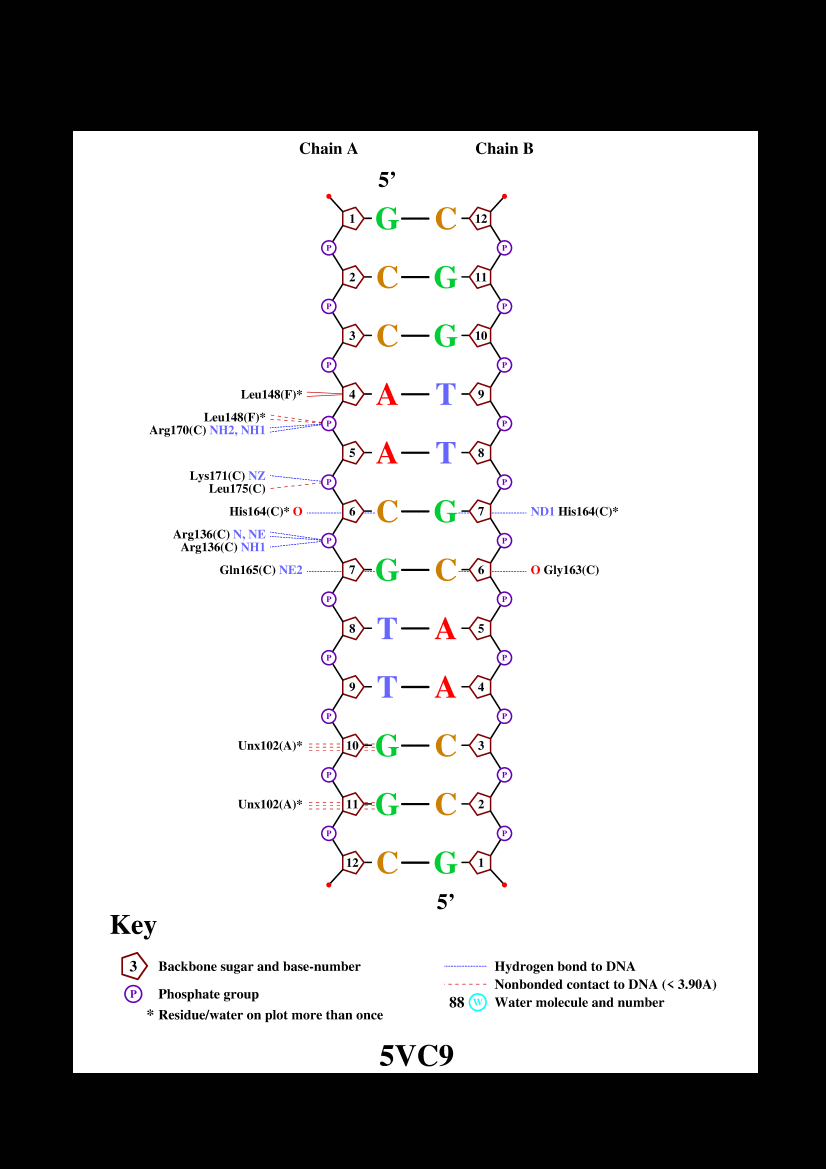 Chain A Chain B
5’
1 G C 12
P P
2 C G 11
P P
3 C G 10
P P
Leu148(F)* 4 A T 9
Leu148(F)* P P
Arg170(C) NH2, NH1
5 A T 8
Lys171(C) NZ P P
Leu175(C)
His164(C)* O 6 C G 7 ND1 His164(C)*
Arg136(C) N, NE P P
Arg136(C) NH1
Gln165(C) NE2 7 G C 6 O Gly163(C)
P P
8 T A 5
P P
9 T A 4
P P
Unx102(A)* 10 G C 3
P P
Unx102(A)* 11 G C 2
P P
12 C G 1
5’
Key
3 Backbone sugar and base-number
P Phosphate group
* Residue/water on plot more than once
Hydrogen bond to DNA
Nonbonded contact to DNA (< 3.90A)
88 W Water molecule and number
5VC9